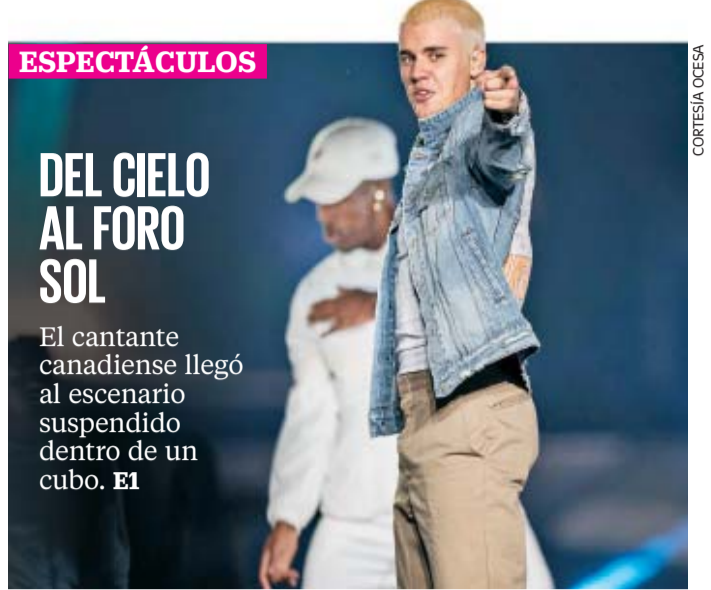 ESPECTÁCULOS
DEL CIELO
AL FORO
SOL
El cantante
canadiense llegó
al escenario
suspendido
dentro de un
cubo. E1
CORTESÍA OCESA